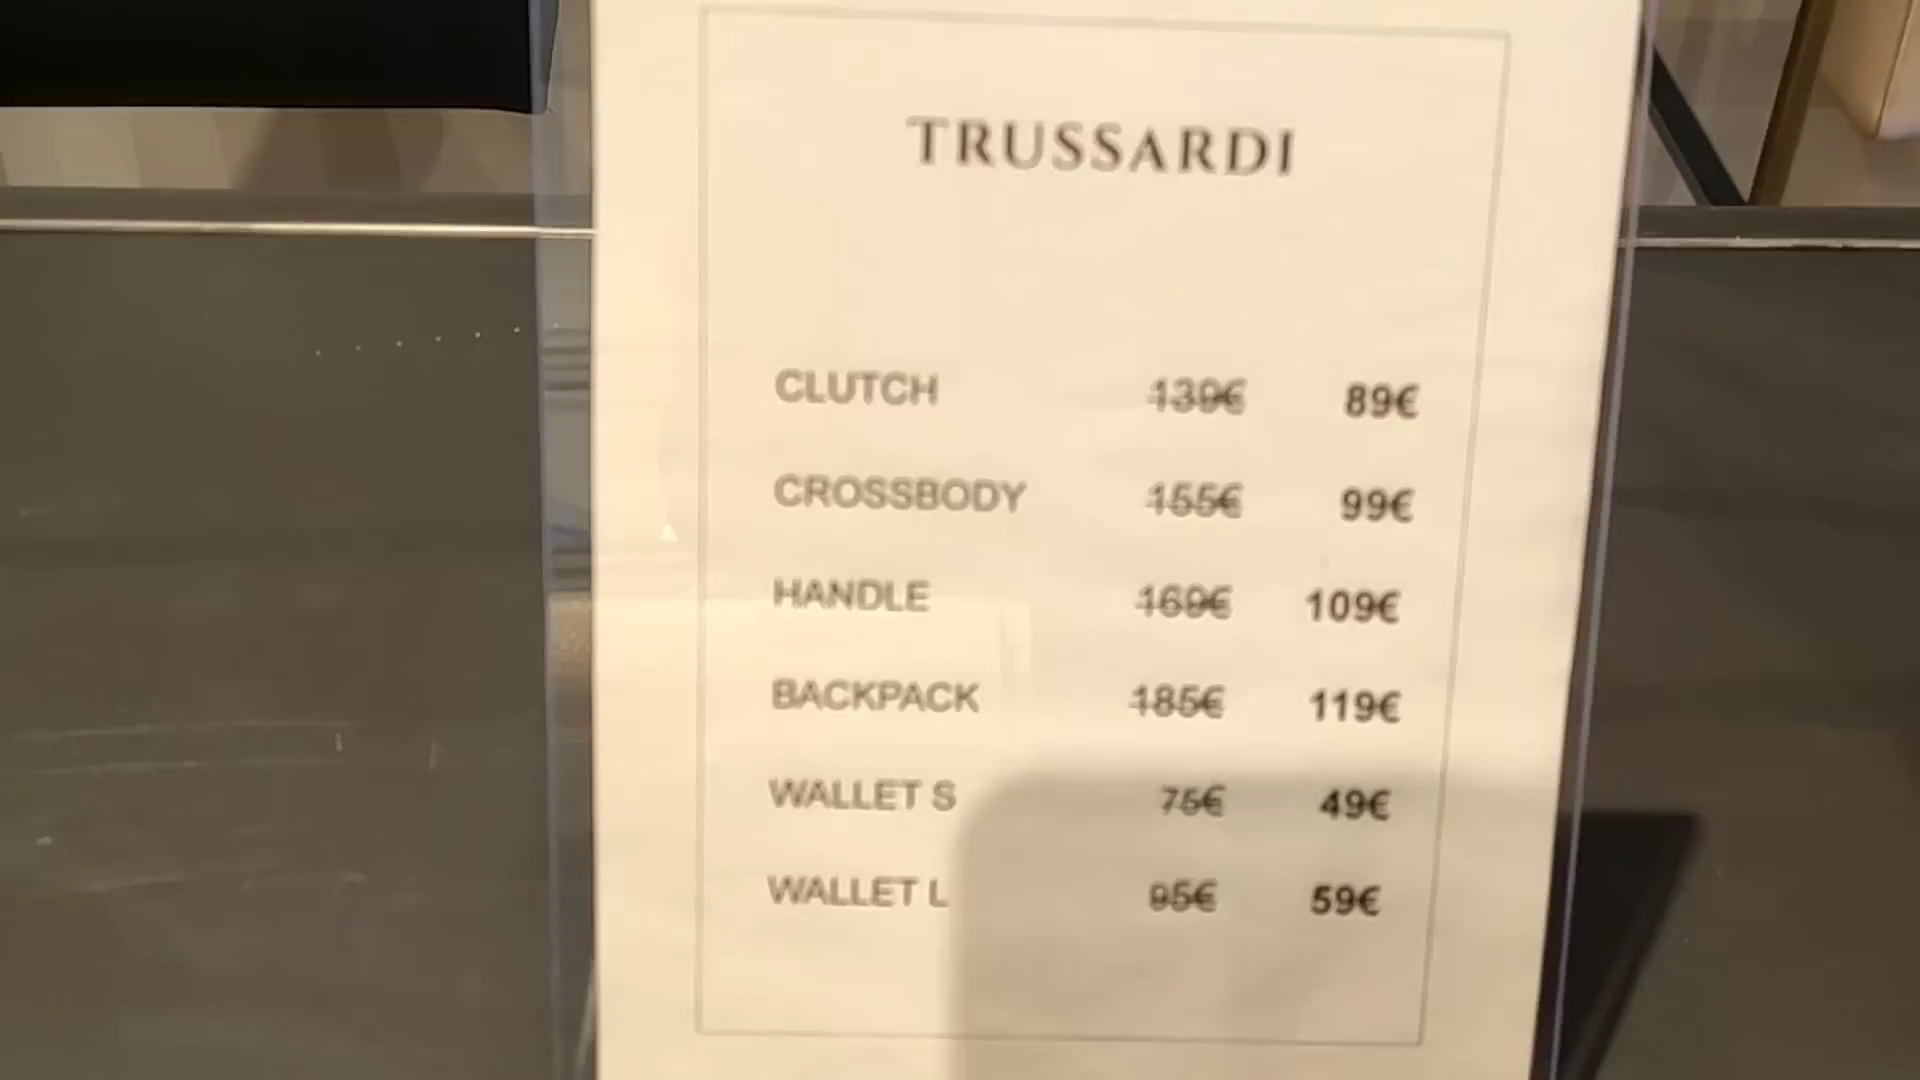 TRUSSARDI
CLUTCH 139€ 89€
CROSSBODY 155€ 99€
HANDLE 169€ 109€
BACKPACK 185€ 119€
WALLET S 75€ 49€
WALLET L 95€ 59€